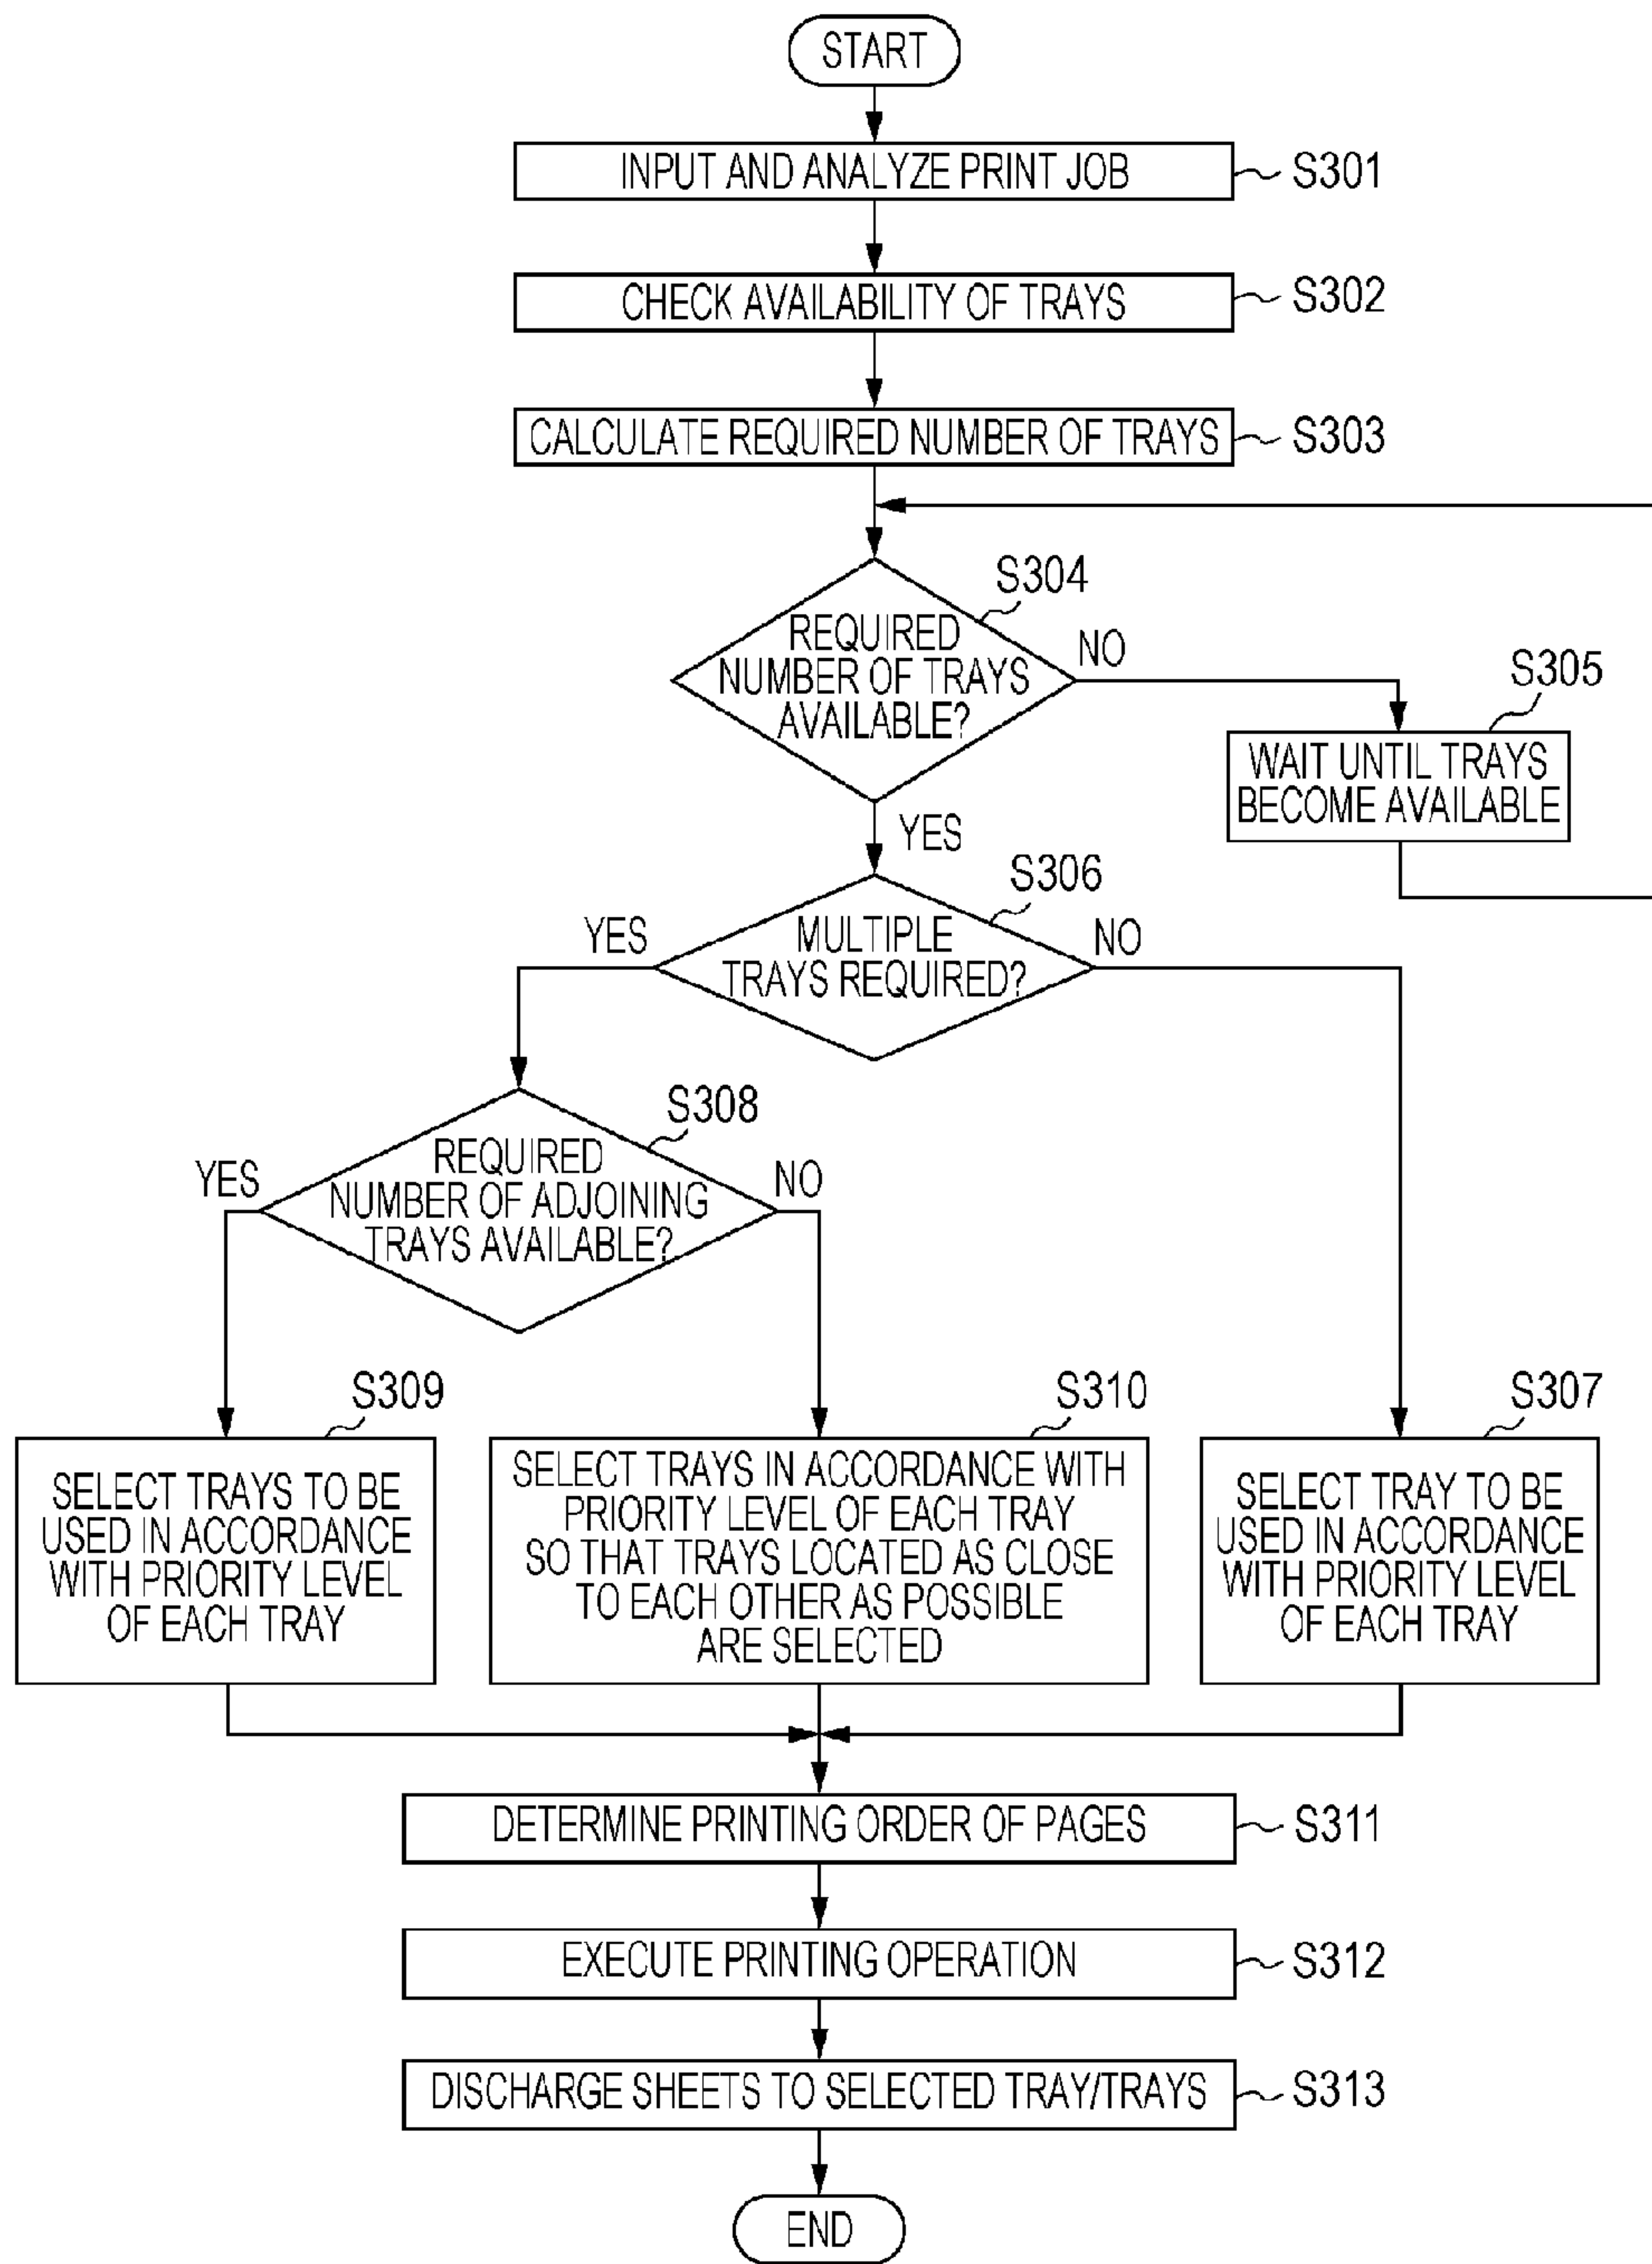 START
INPUT AND ANALYZE PRINT JOB
S301
CHECK AVAILABILITY OF TRAYS
S302
CALCULATE REQUIRED NUMBER OF TRAYS
S303
S304
REQUIRED
NUMBER OF TRAYS
AVAILABLE?
NO
S305
WAIT UNTIL TRAYS
BECOME AVAILABLE
YES
S306
MULTIPLE
TRAYS REQUIRED?
YES
NO
S308
REQUIRED
NUMBER OF ADJOINING
TRAYS AVAILABLE?
YES
NO
S309
SELECT TRAYS TO BE
USED IN ACCORDANCE
WITH PRIORITY LEVEL
OF EACH TRAY
S310
SELECT TRAYS IN ACCORDANCE WITH
PRIORITY LEVEL OF EACH TRAY
SO THAT TRAYS LOCATED AS CLOSE
TO EACH OTHER AS POSSIBLE
ARE SELECTED
S307
SELECT TRAY TO BE
USED IN ACCORDANCE
WITH PRIORITY LEVEL
OF EACH TRAY
DETERMINE PRINTING ORDER OF PAGES
S311
EXECUTE PRINTING OPERATION
S312
DISCHARGE SHEETS TO SELECTED TRAY/TRAYS
S313
END